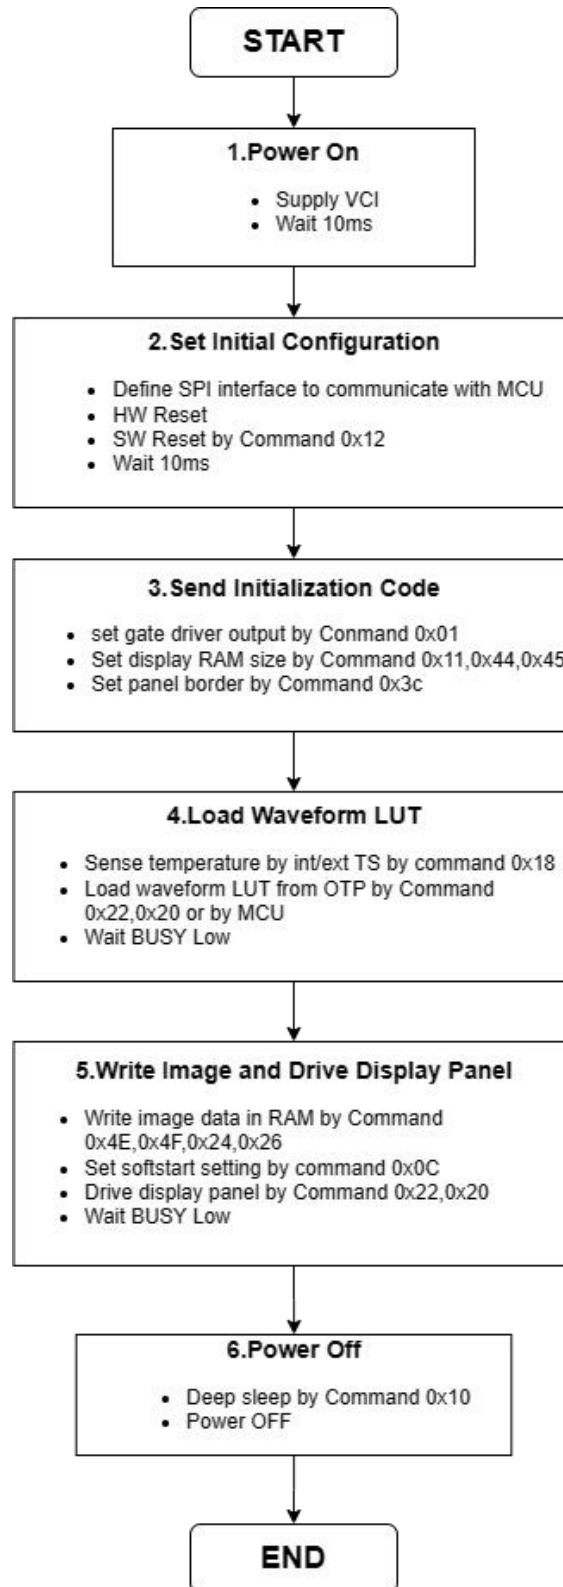 START
1.Power On
• Supply VCI
• Wait 10ms
2.Set Initial Configuration
• Define SPI interface to communicate with MCU
• HW Reset
• SW Reset by Command 0x12
• Wait 10ms
3.Send Initialization Code
• set gate driver output by Conmand 0x01
• Set display RAM size by Command 0x11,0x44,0x45
• Set panel border by Command 0x3c
4.Load Waveform LUT
• Sense temperature by int/ext TS by command 0x18
• Load waveform LUT from OTP by Command
0x22,0x20 or by MCU
• Wait BUSY Low
5.Write Image and Drive Display Panel
• Write image data in RAM by Command
0x4E,0x4F,0x24,0x26
• Set softstart setting by command 0x0C
• Drive display panel by Command 0x22,0x20
• Wait BUSY Low
6.Power Off
• Deep sleep by Command 0x10
• Power OFF
END